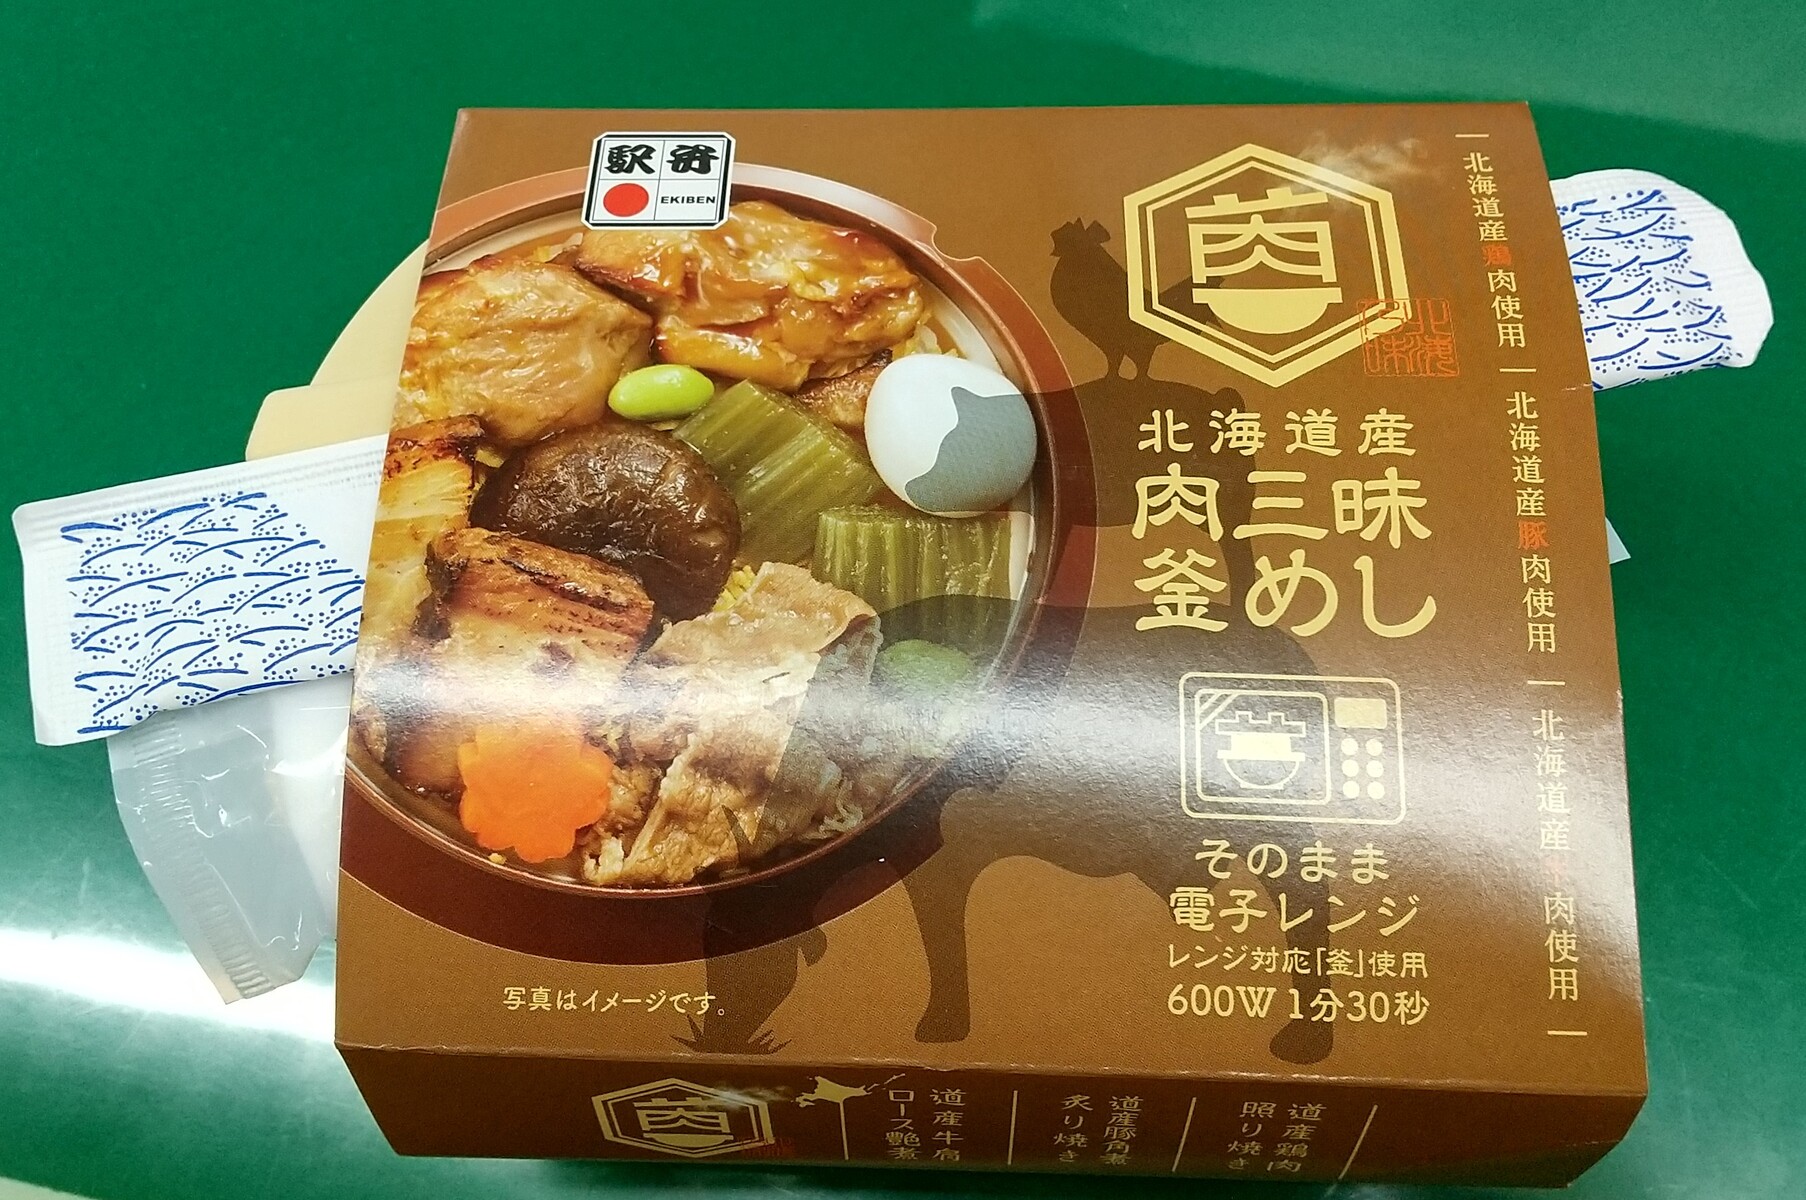 駅弁
EKIBEN
北海道産
肉三昧
釜めし
そのまま
電子レンジ
レンジ対応「釜」使用
600W 1分30秒
北海道産鶏肉使用
北海道産豚肉使用
北海道産牛肉使用
写真はイメージです。
道産牛肩
ロース艶煮
道産豚角煮
炙り焼き
道産鶏肉
照り焼き